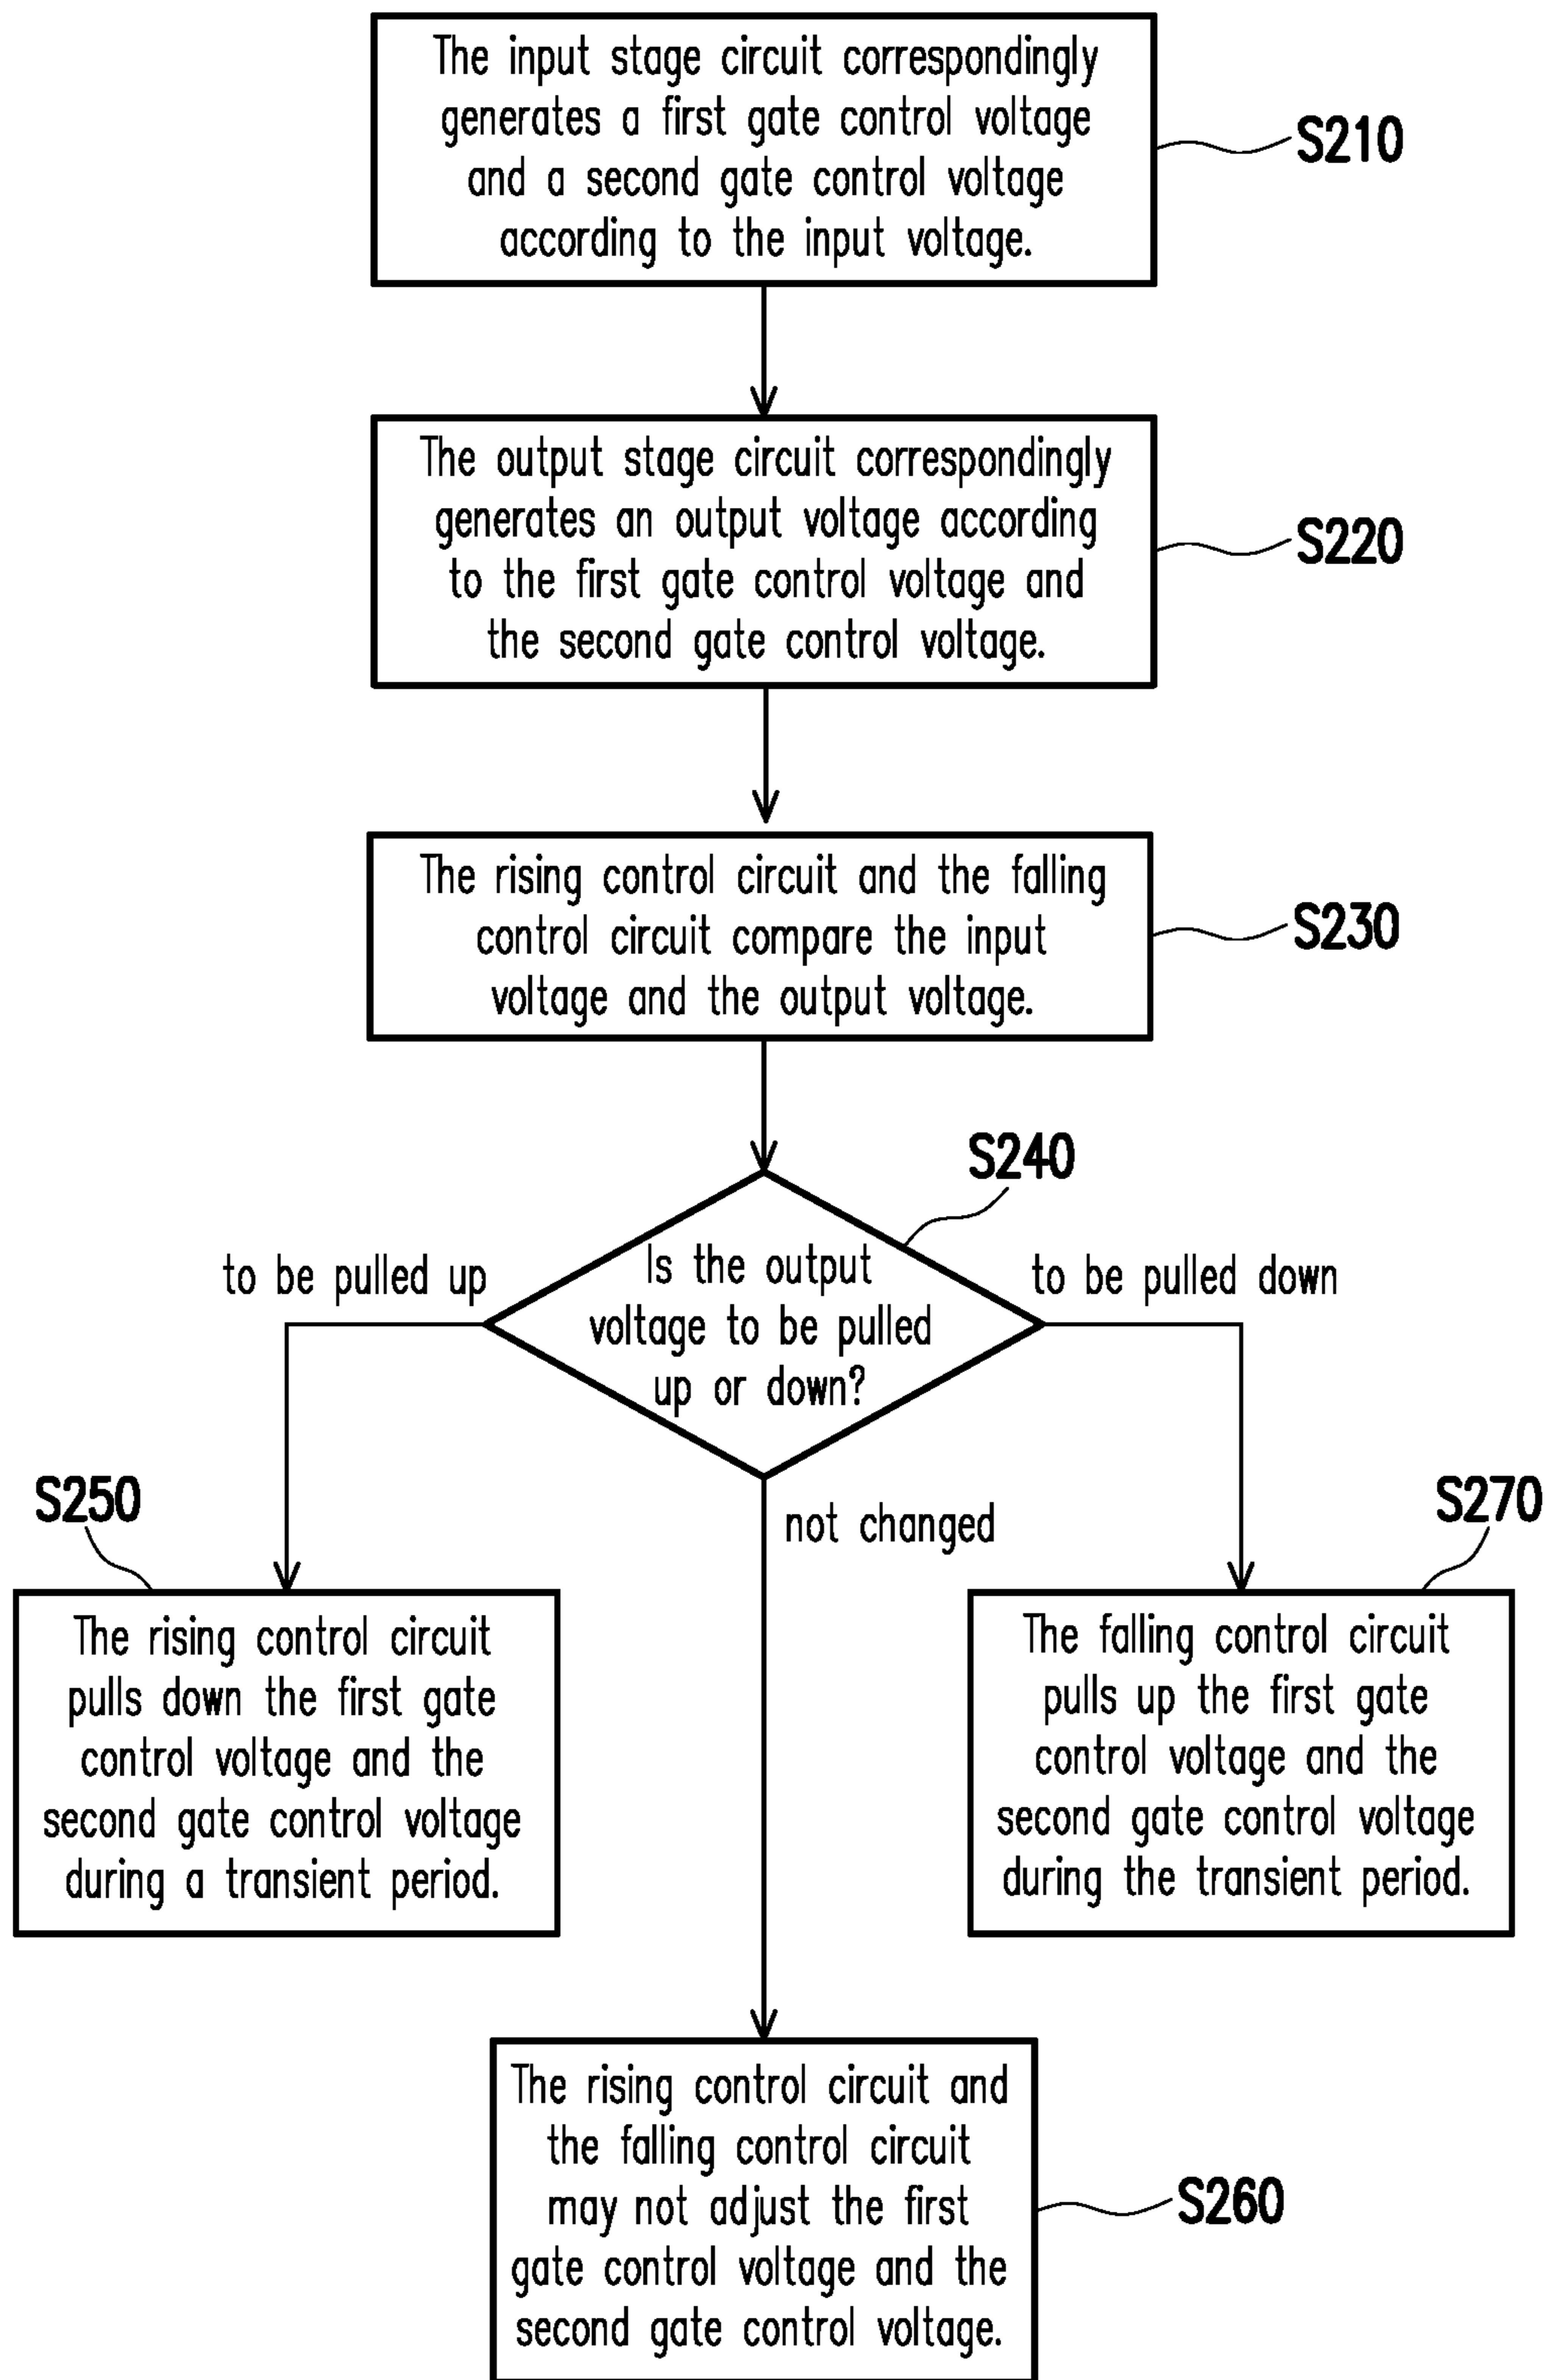 The input stage circuit correspondingly
generates a first gate control voltage
and a second gate control voltage
according to the input voltage.
S210
The output stage circuit correspondingly
generates an output voltage according
to the first gate control voltage and
the second gate control voltage.
S220
The rising control circuit and the falling
control circuit compare the input
voltage and the output voltage.
S230
S240
Is the output
voltage to be pulled
up or down?
to be pulled up
to be pulled down
not changed
S250
The rising control circuit
pulls down the first gate
control voltage and the
second gate control voltage
during a transient period.
S270
The falling control circuit
pulls up the first gate
control voltage and the
second gate control voltage
during the transient period.
The rising control circuit and
the falling control circuit
may not adjust the first
gate control voltage and the
second gate control voltage.
S260